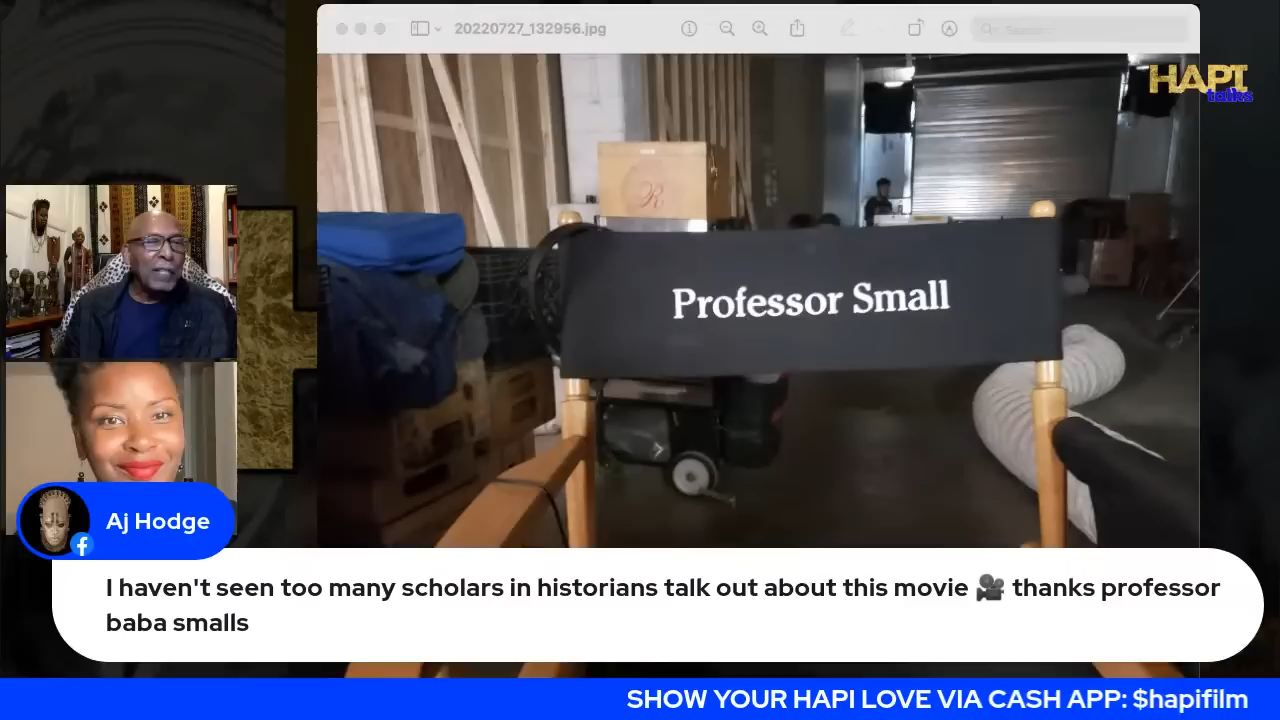 20220727_132956.jpg
Search
HAPI
talks
R
Professor Small
Aj Hodge
I haven't seen too many scholars in historians talk out about this movie 🎥 thanks professor
baba smalls
SHOW YOUR HAPI LOVE VIA CASH APP: $hapifilm